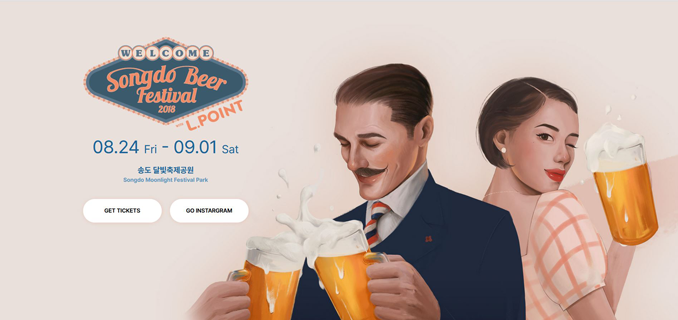 WELCOME
Songdo Beer
Festival
2018
with L.POINT
08.24 Fri - 09.01 Sat
송도 달빛축제공원
Songdo Moonlight Festival Park
GET TICKETS
GO INSTARGRAM